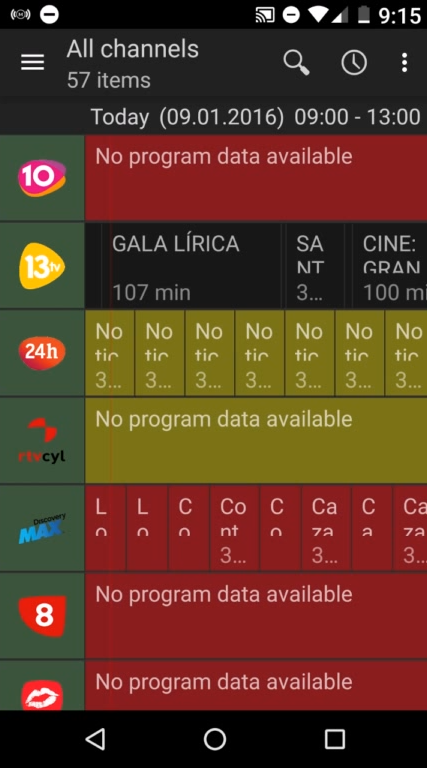 9:15
All channels
57 items
Today (09.01.2016) 09:00 - 13:00
10
No program data available
13tv
GALA LÍRICA
107 min
SA
NT
3…
CINE:
GRAN
100 mi
24h
No
tic
3…
No
tic
3…
No
tic
3…
No
tic
3…
No
tic
3…
No
tic
3…
No
tic
3…
rtvcyl
No program data available
Discovery
MAX
L
o
L
o
C
o
Co
nt
3…
C
o
Ca
za
3…
C
a
Ca
za
3…
8
No program data available
No program data available